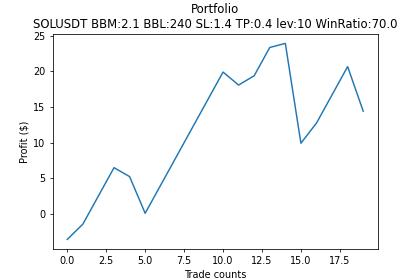 Portfolio
SOLUSDT BBM:2.1 BBL:240 SL:1.4 TP:0.4 lev:10 WinRatio:70.0
25
20
15
10
5
0
Profit ($)
0.0 2.5 5.0 7.5 10.0 12.5 15.0 17.5
Trade counts